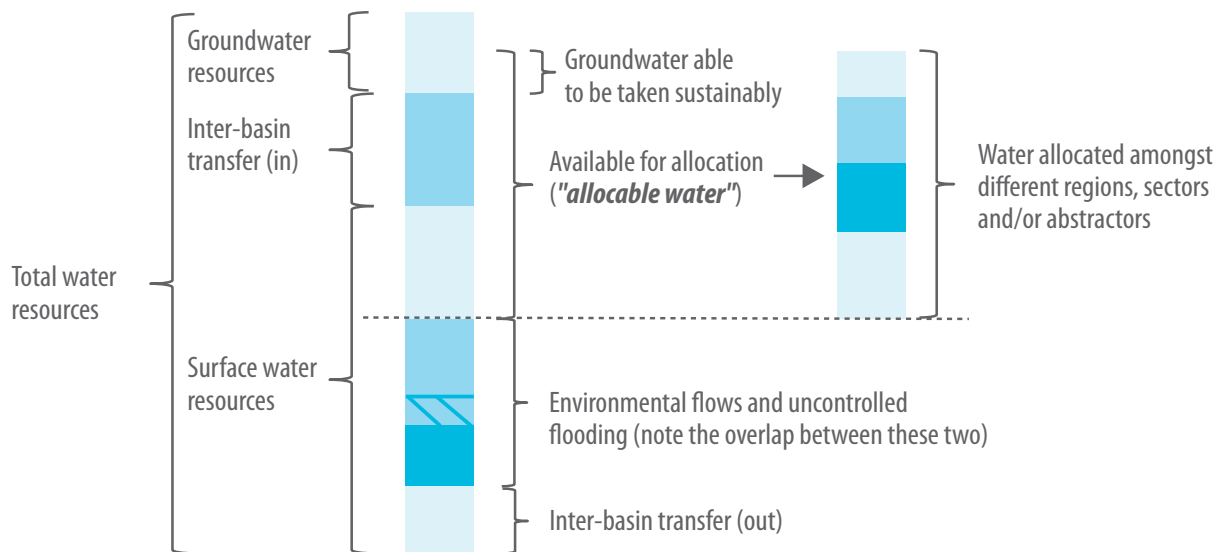 Total water
resources
Groundwater
resources
Inter-basin
transfer (in)
Surface water
resources
Groundwater able
to be taken sustainably
Available for allocation
("allocable water")
Environmental flows and uncontrolled
flooding (note the overlap between these two)
Inter-basin transfer (out)
Water allocated amongst
different regions, sectors
and/or abstractors